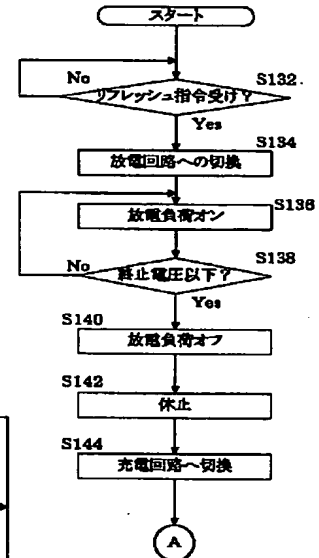 スタート
No
S132
リフレッシュ指令受け?
Yes
S134
放電回路への切換
S136
放電負荷オン
S138
No
終止電圧以下?
Yes
S140
放電負荷オフ
S142
休止
S144
充電回路へ切換
A